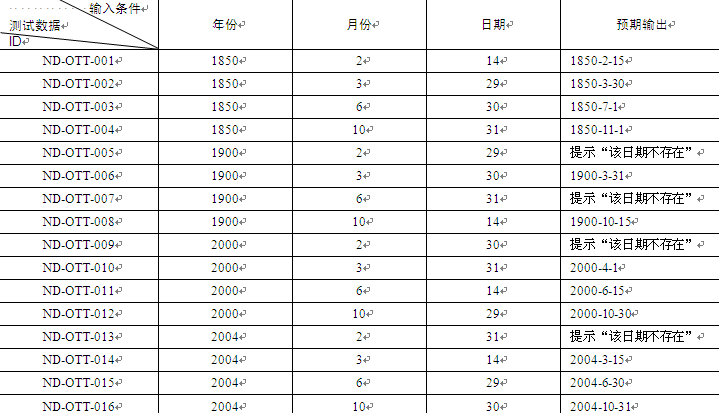 输入条件
测试数据
ID
年份 月份 日期 预期输出
ND-OTT-001 1850 2 14 1850-2-15
ND-OTT-002 1850 3 29 1850-3-30
ND-OTT-003 1850 6 30 1850-7-1
ND-OTT-004 1850 10 31 1850-11-1
ND-OTT-005 1900 2 29 提示“该日期不存在”
ND-OTT-006 1900 3 30 1900-3-31
ND-OTT-007 1900 6 31 提示“该日期不存在”
ND-OTT-008 1900 10 14 1900-10-15
ND-OTT-009 2000 2 30 提示“该日期不存在”
ND-OTT-010 2000 3 31 2000-4-1
ND-OTT-011 2000 6 14 2000-6-15
ND-OTT-012 2000 10 29 2000-10-30
ND-OTT-013 2004 2 31 提示“该日期不存在”
ND-OTT-014 2004 3 14 2004-3-15
ND-OTT-015 2004 6 29 2004-6-30
ND-OTT-016 2004 10 30 2004-10-31